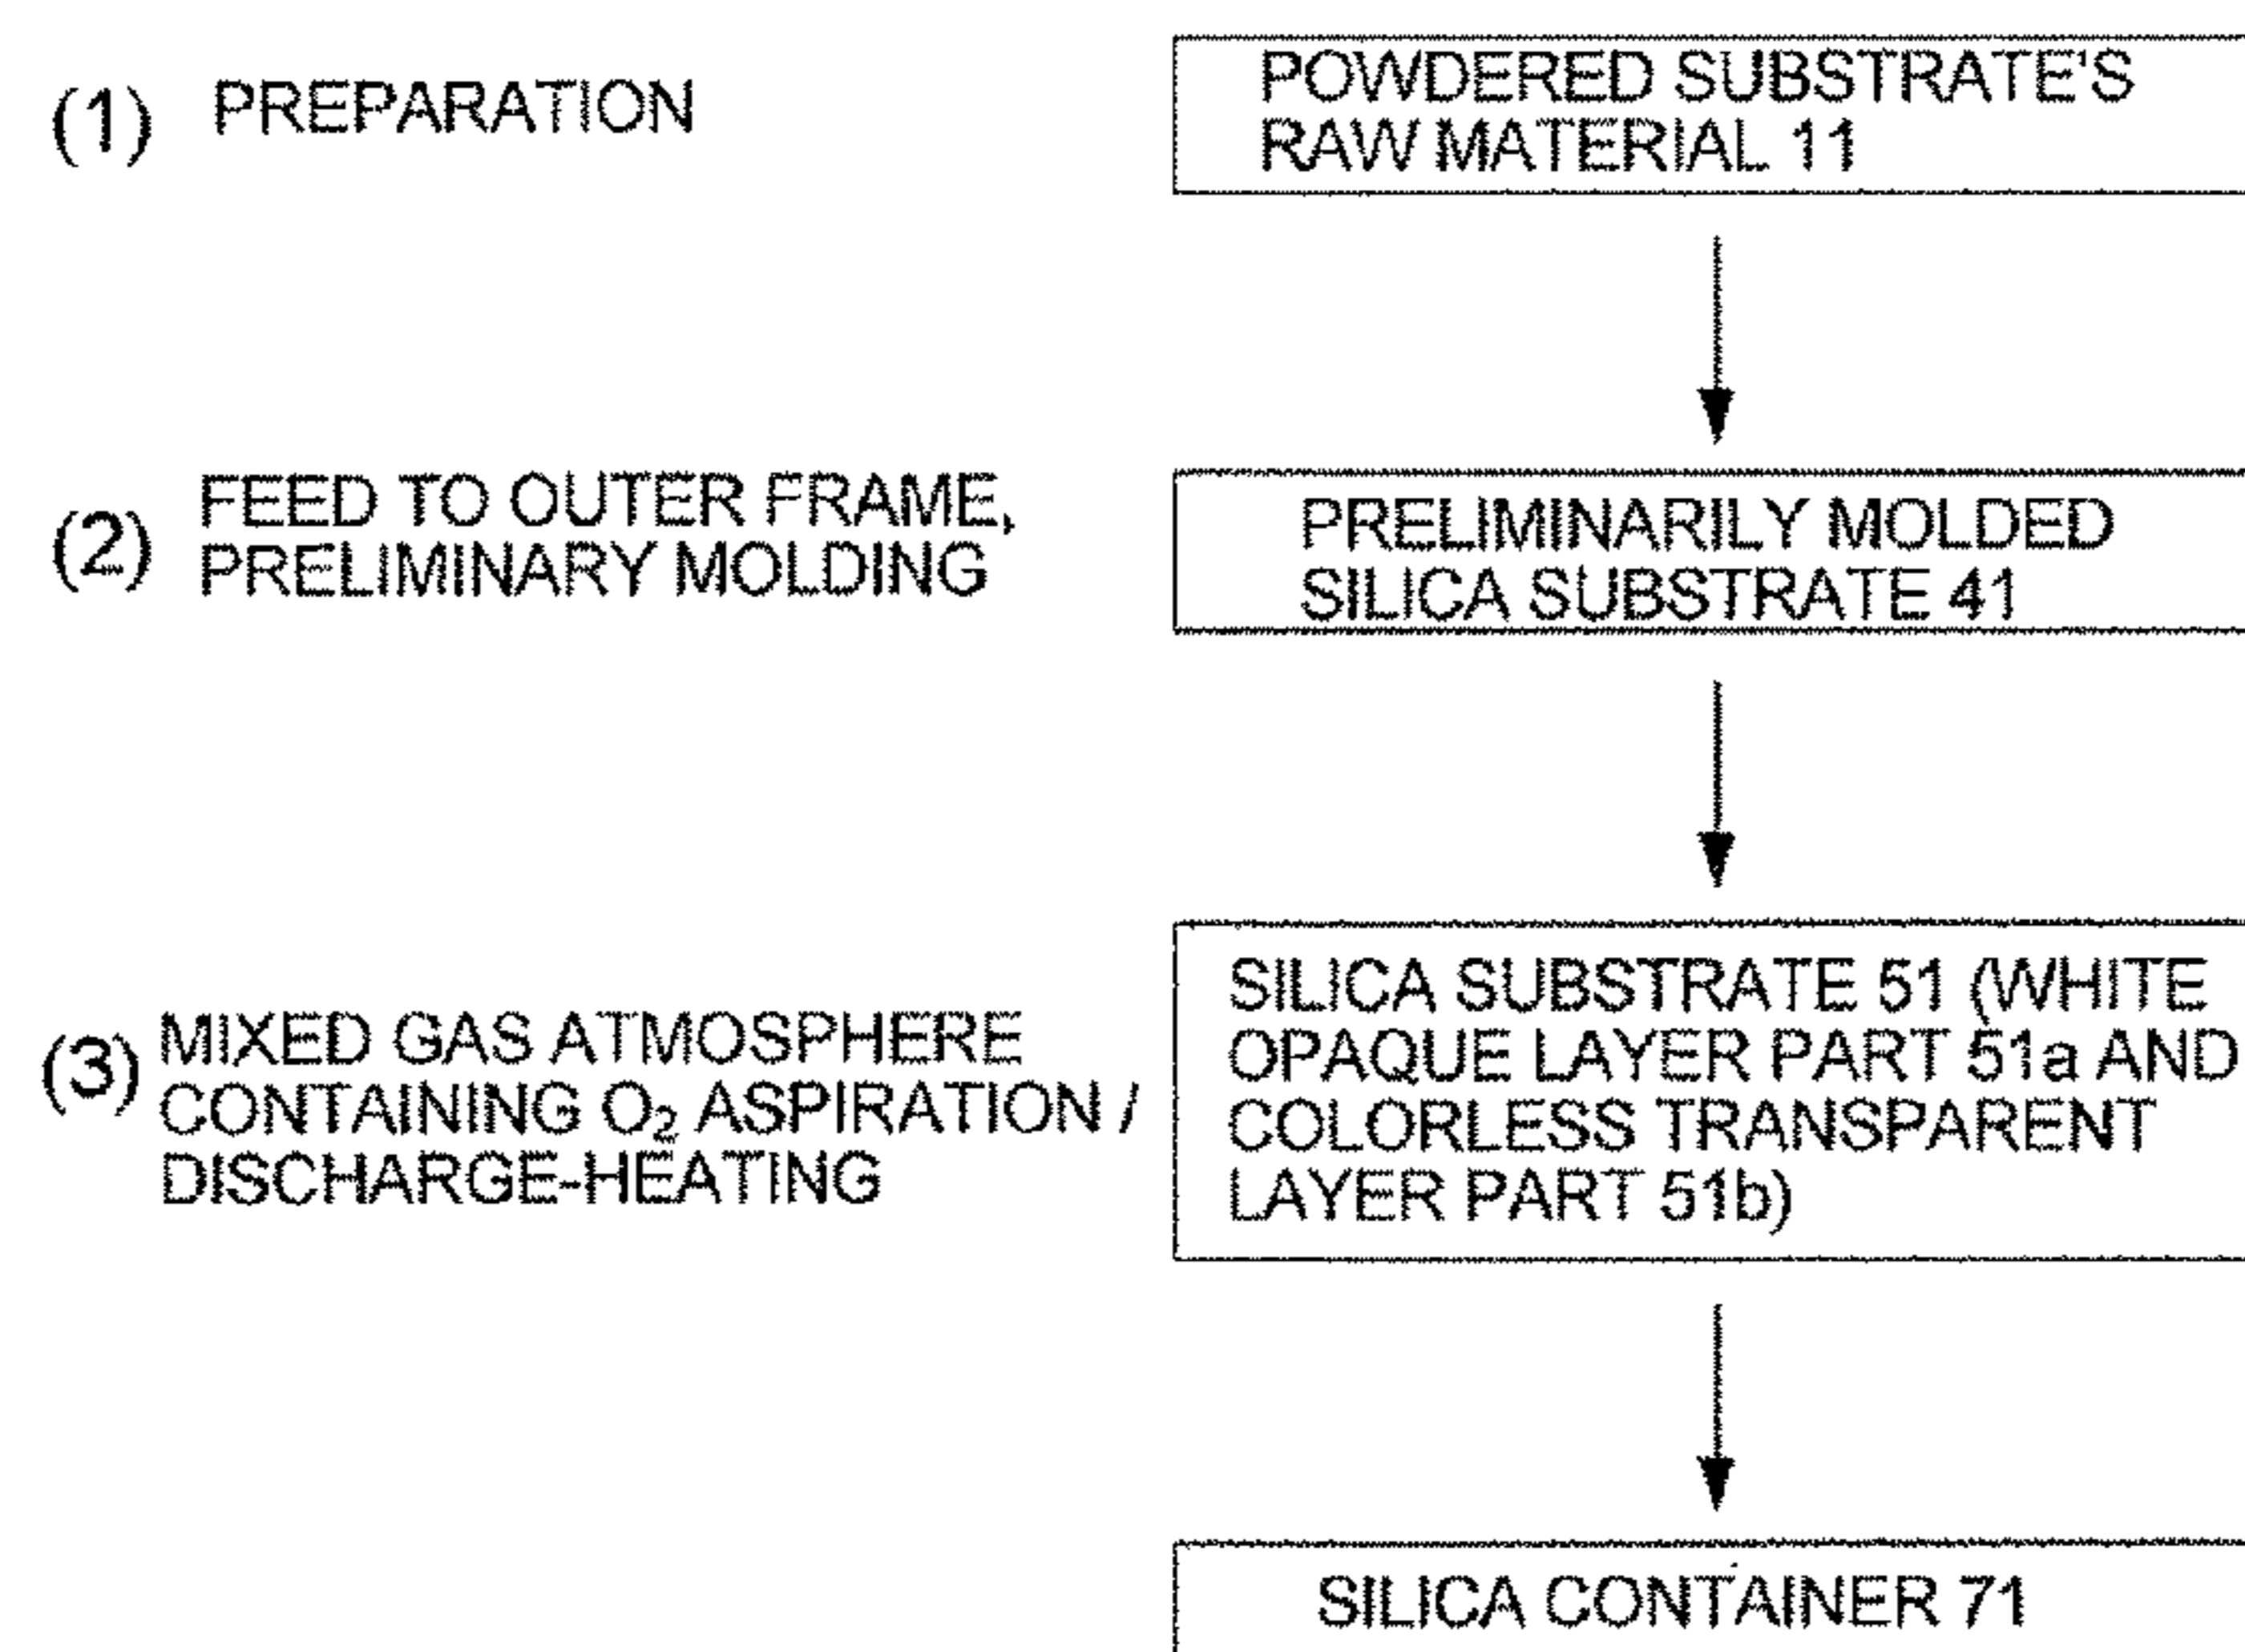 (1) PREPARATION
POWDERED SUBSTRATE'S
RAW MATERIAL 11
(2) FEED TO OUTER FRAME,
PRELIMINARY MOLDING
PRELIMINARILY MOLDED
SILICA SUBSTRATE 41
(3) MIXED GAS ATMOSPHERE
CONTAINING O₂ ASPIRATION /
DISCHARGE-HEATING
SILICA SUBSTRATE 51 (WHITE
OPAQUE LAYER PART 51a AND
COLORLESS TRANSPARENT
LAYER PART 51b)
SILICA CONTAINER 71